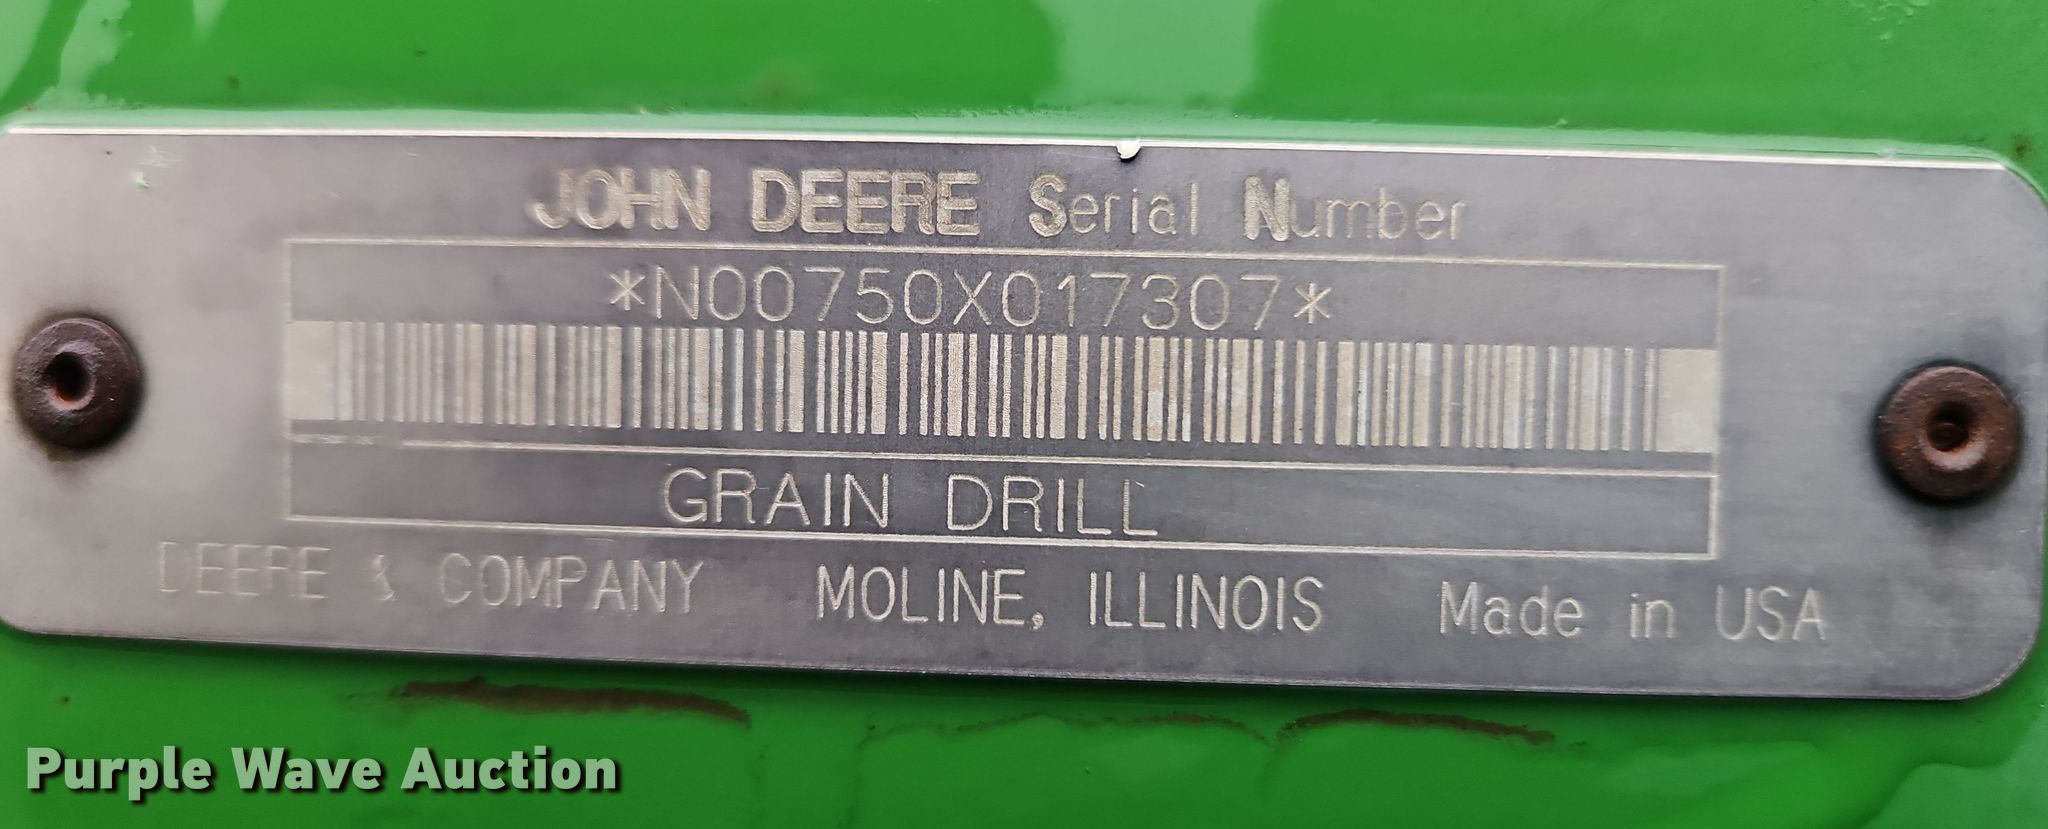 JOHN DEERE Serial Number
*N00750X017307*
GRAIN DRILL
DEERE & COMPANY MOLINE, ILLINOIS Made in USA
Purple Wave Auction